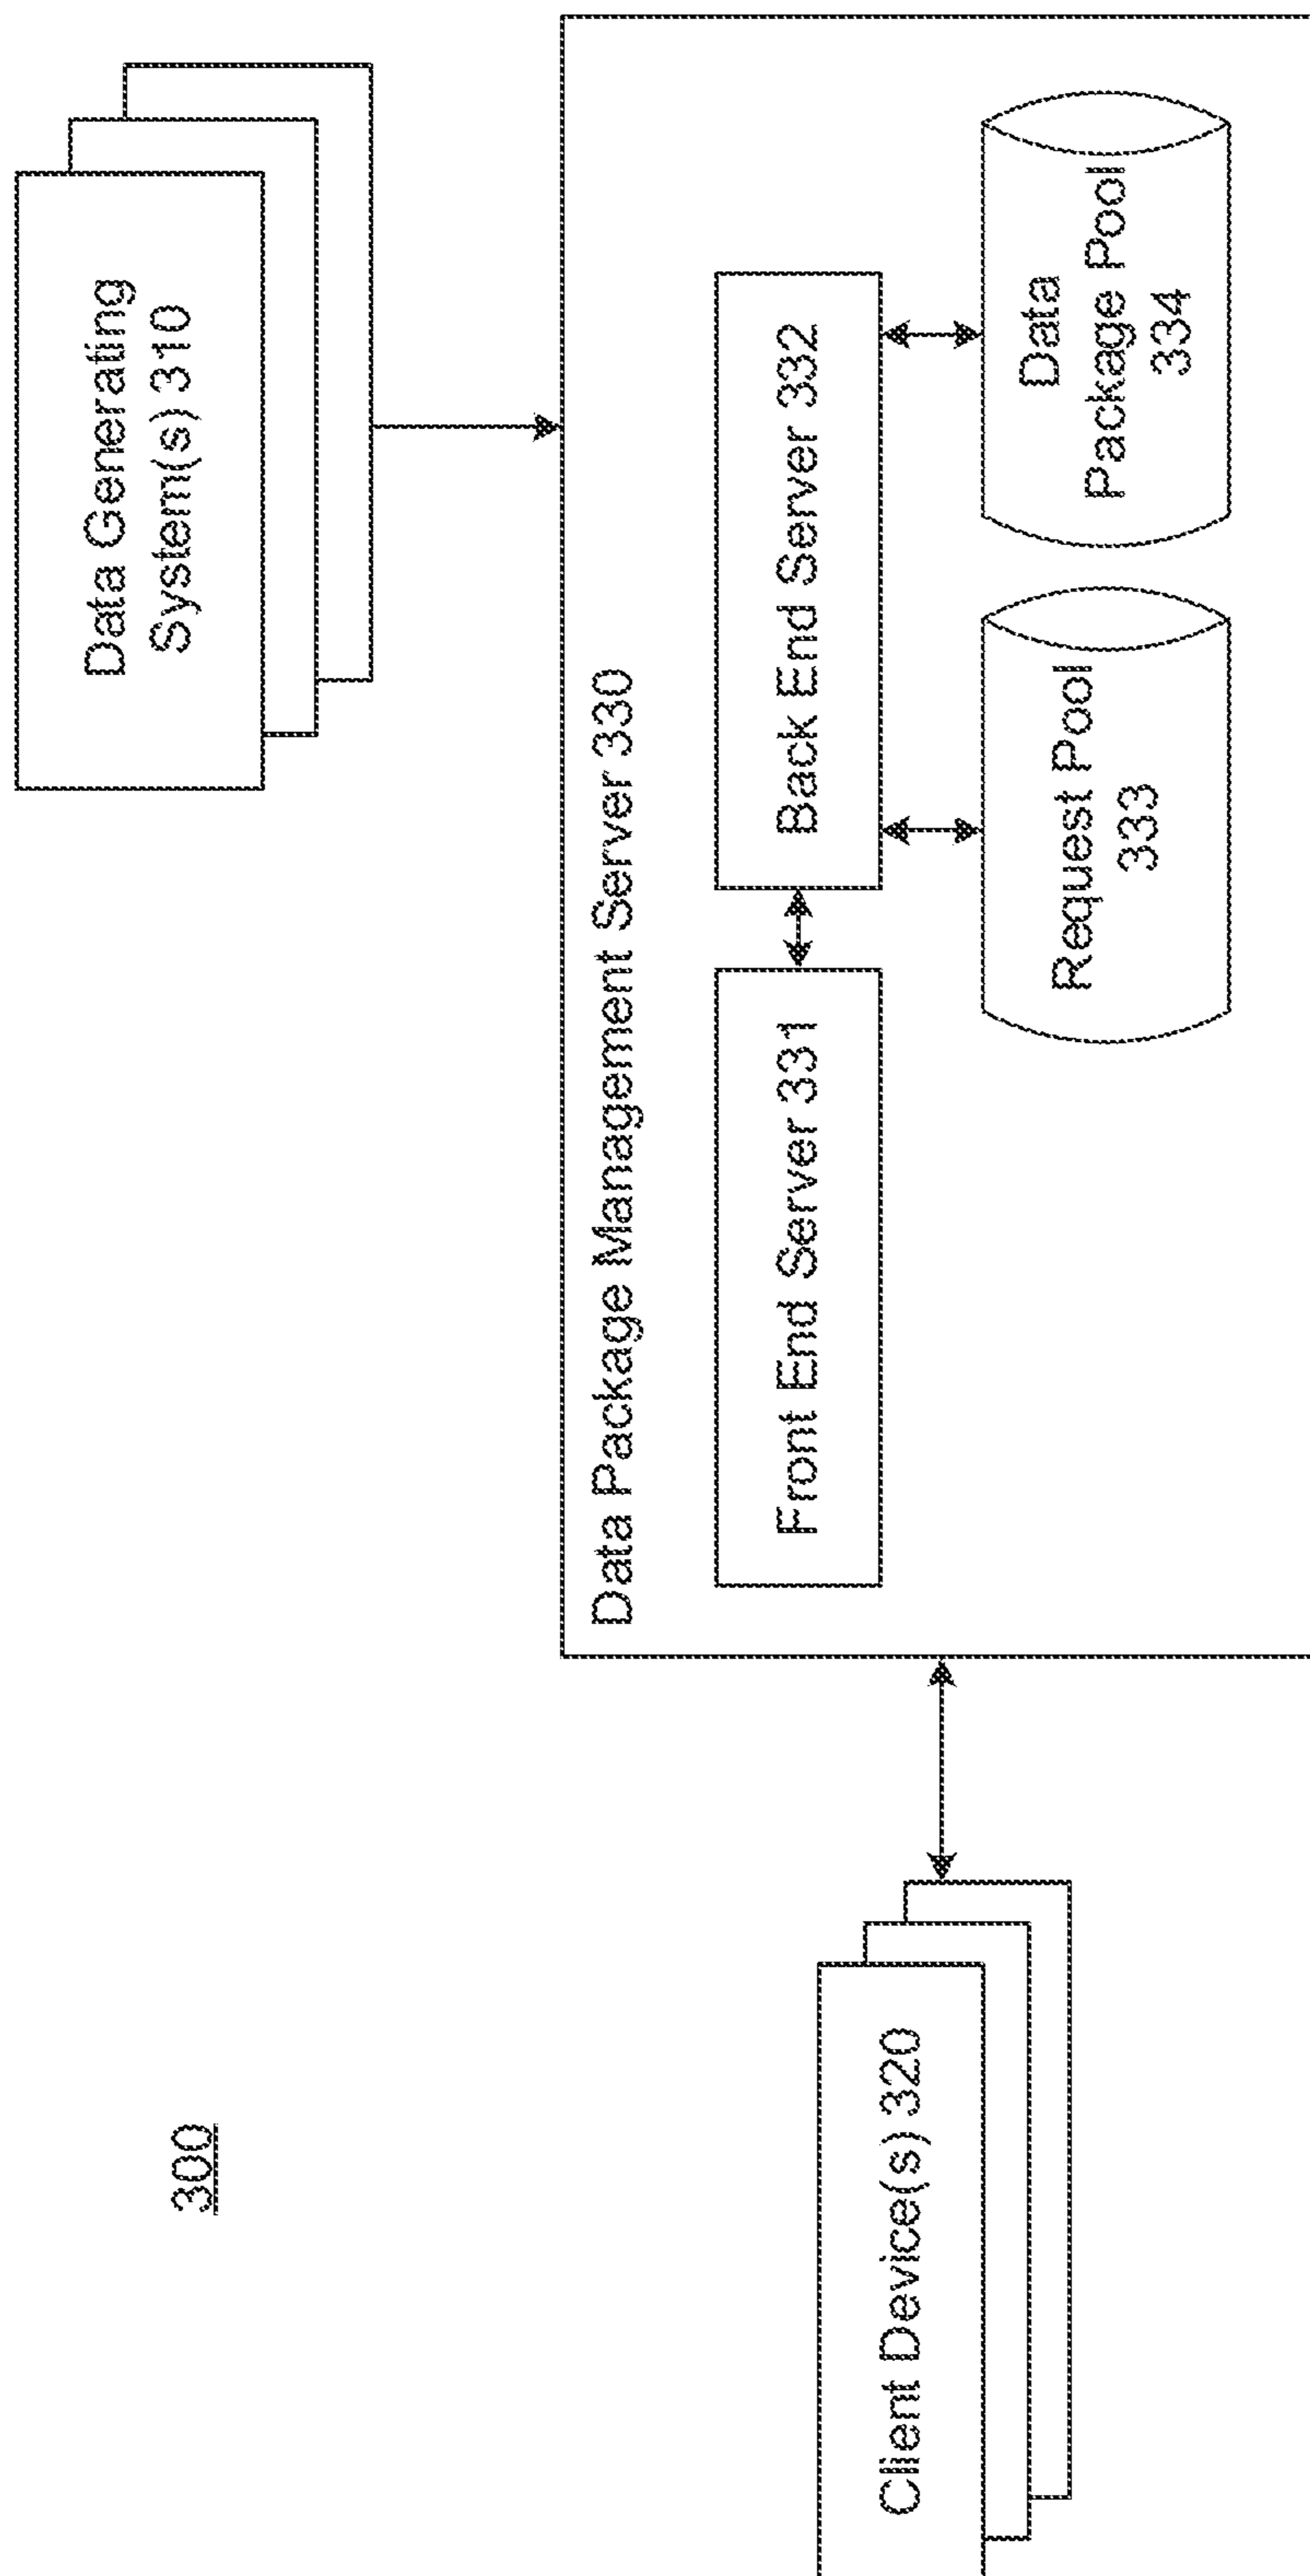 300
Data Generating
System(s) 310
Data Package Management Server 330
Client Device(s) 320
Front End Server 331
Back End Server 332
Request Pool
333
Data
Package Pool
334